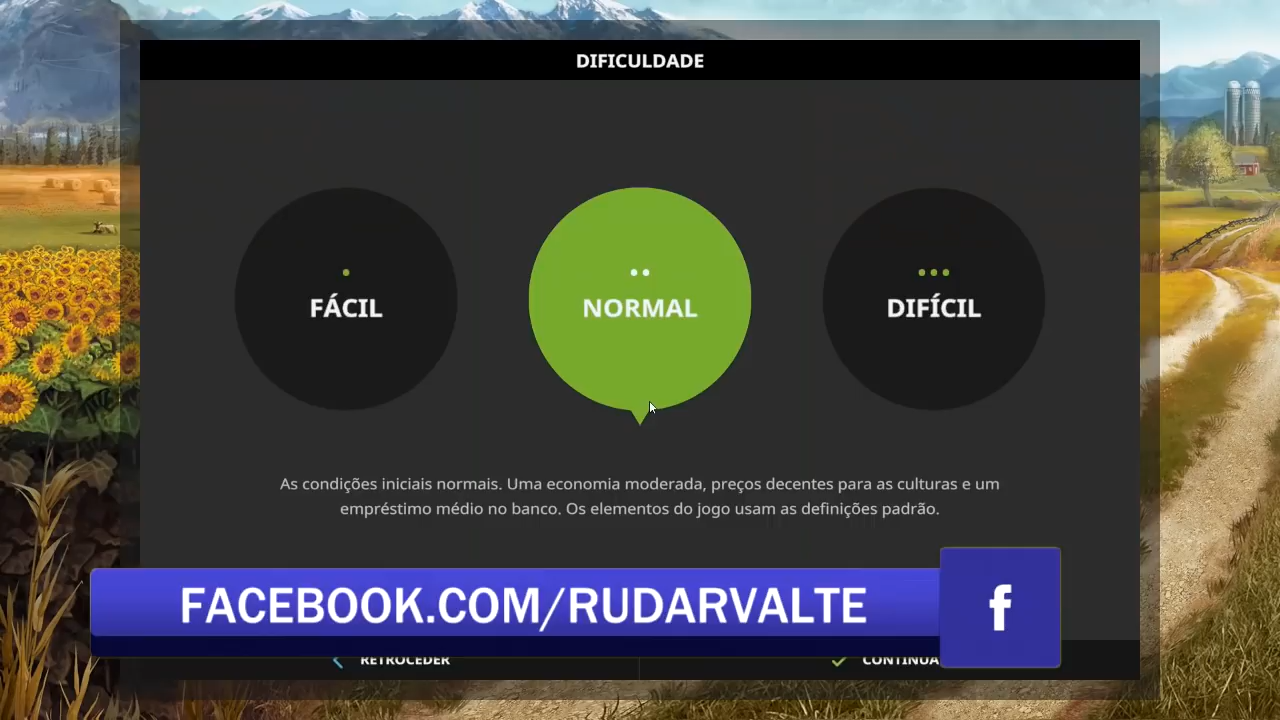 DIFICULDADE
FÁCIL
NORMAL
DIFÍCIL
As condições iniciais normais. Uma economia moderada, preços decentes para as culturas e um
empréstimo médio no banco. Os elementos do jogo usam as definições padrão.
FACEBOOK.COM/RUDARVALTE
f
RETROCEDER
CONTINUA